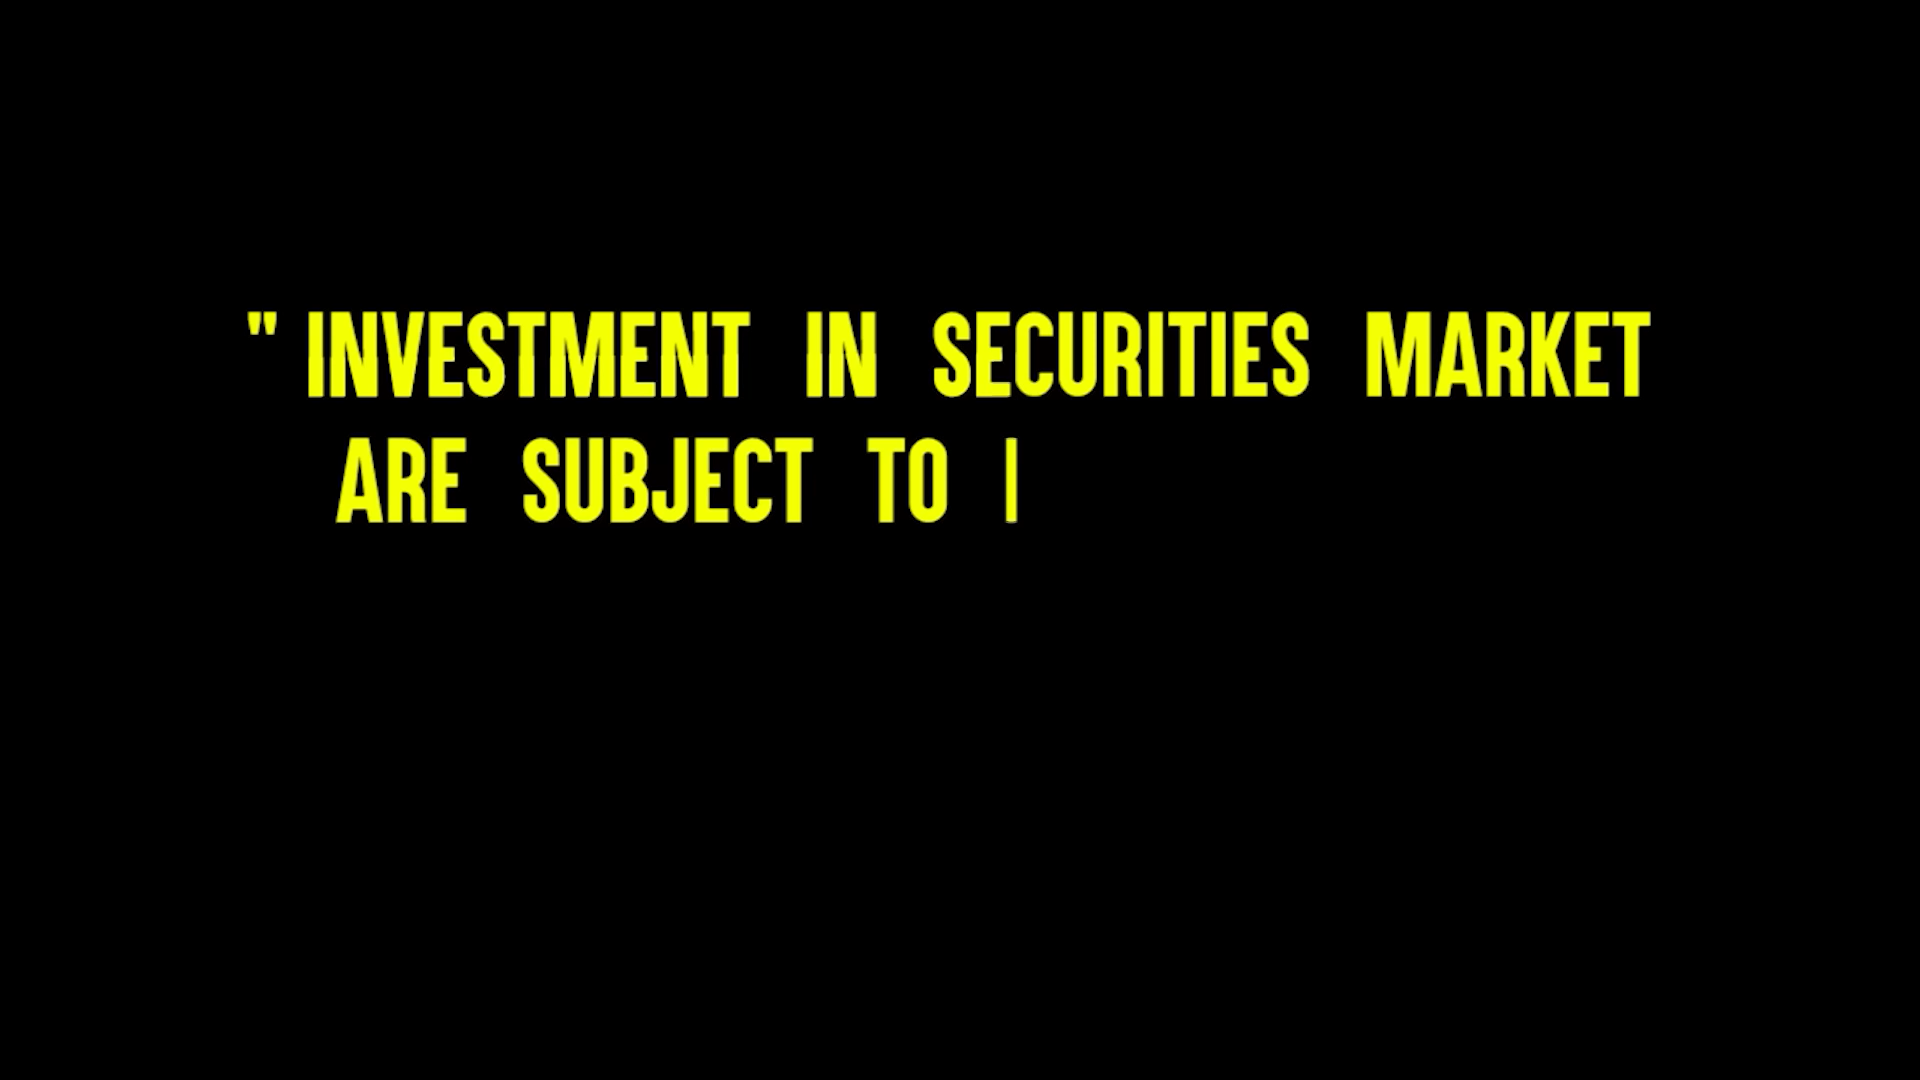 " INVESTMENT IN SECURITIES MARKET
ARE SUBJECT TO